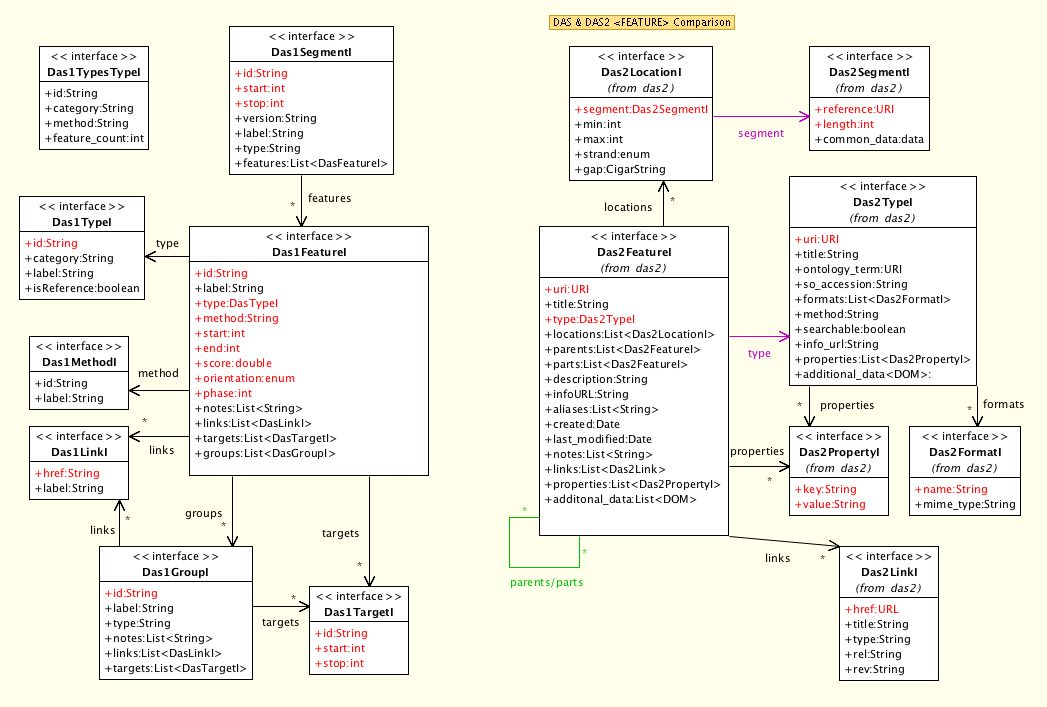 DAS & DAS2 <FEATURE> Comparison
<< interface >>
Das1TypesTypeI
+id:String
+category:String
+method:String
+feature_count:int
<< interface >>
Das1SegmentI
+id:String
+start:int
+stop:int
+version:String
+label:String
+type:String
+features:List<DasFeatureI>
*
features
<< interface >>
Das1TypeI
+id:String
+category:String
+label:String
+isReference:boolean
type
<< interface >>
Das1FeatureI
+id:String
+label:String
+type:DasTypeI
+method:String
+start:int
+end:int
+score:double
+orientation:enum
+phase:int
+notes:List<String>
+links:List<DasLinkI>
+targets:List<DasTargetI>
+groups:List<DasGroupI>
<< interface >>
Das1MethodI
+id:String
+label:String
method
<< interface >>
Das1LinkI
+href:String
+label:String
*
links
links
*
groups
*
targets
*
<< interface >>
Das1GroupI
+id:String
+label:String
+type:String
+notes:List<String>
+links:List<DasLinkI>
+targets:List<DasTargetI>
*
targets
<< interface >>
Das1TargetI
+id:String
+start:int
+stop:int
<< interface >>
Das2LocationI
(from das2)
+segment:Das2SegmentI
+min:int
+max:int
+strand:enum
+gap:CigarString
segment
<< interface >>
Das2SegmentI
(from das2)
+reference:URI
+length:int
+common_data:data
*
locations
<< interface >>
Das2FeatureI
(from das2)
+uri:URI
+title:String
+type:Das2TypeI
+locations:List<Das2LocationI>
+parents:List<Das2FeatureI>
+parts:List<Das2FeatureI>
+description:String
+infoURL:String
+aliases:List<String>
+created:Date
+last_modified:Date
+notes:List<String>
+links:List<Das2Link>
+properties:List<Das2PropertyI>
+additonal_data:List<DOM>
type
<< interface >>
Das2TypeI
(from das2)
+uri:URI
+title:String
+ontology_term:URI
+so_accession:String
+formats:List<Das2FormatI>
+method:String
+searchable:boolean
+info_url:String
+properties:List<Das2PropertyI>
+additional_data<DOM>:
*
properties
*
formats
properties
*
<< interface >>
Das2PropertyI
(from das2)
+key:String
+value:String
<< interface >>
Das2FormatI
(from das2)
+name:String
+mime_type:String
*
*
parents/parts
links
*
<< interface >>
Das2LinkI
(from das2)
+href:URL
+title:String
+type:String
+rel:String
+rev:String